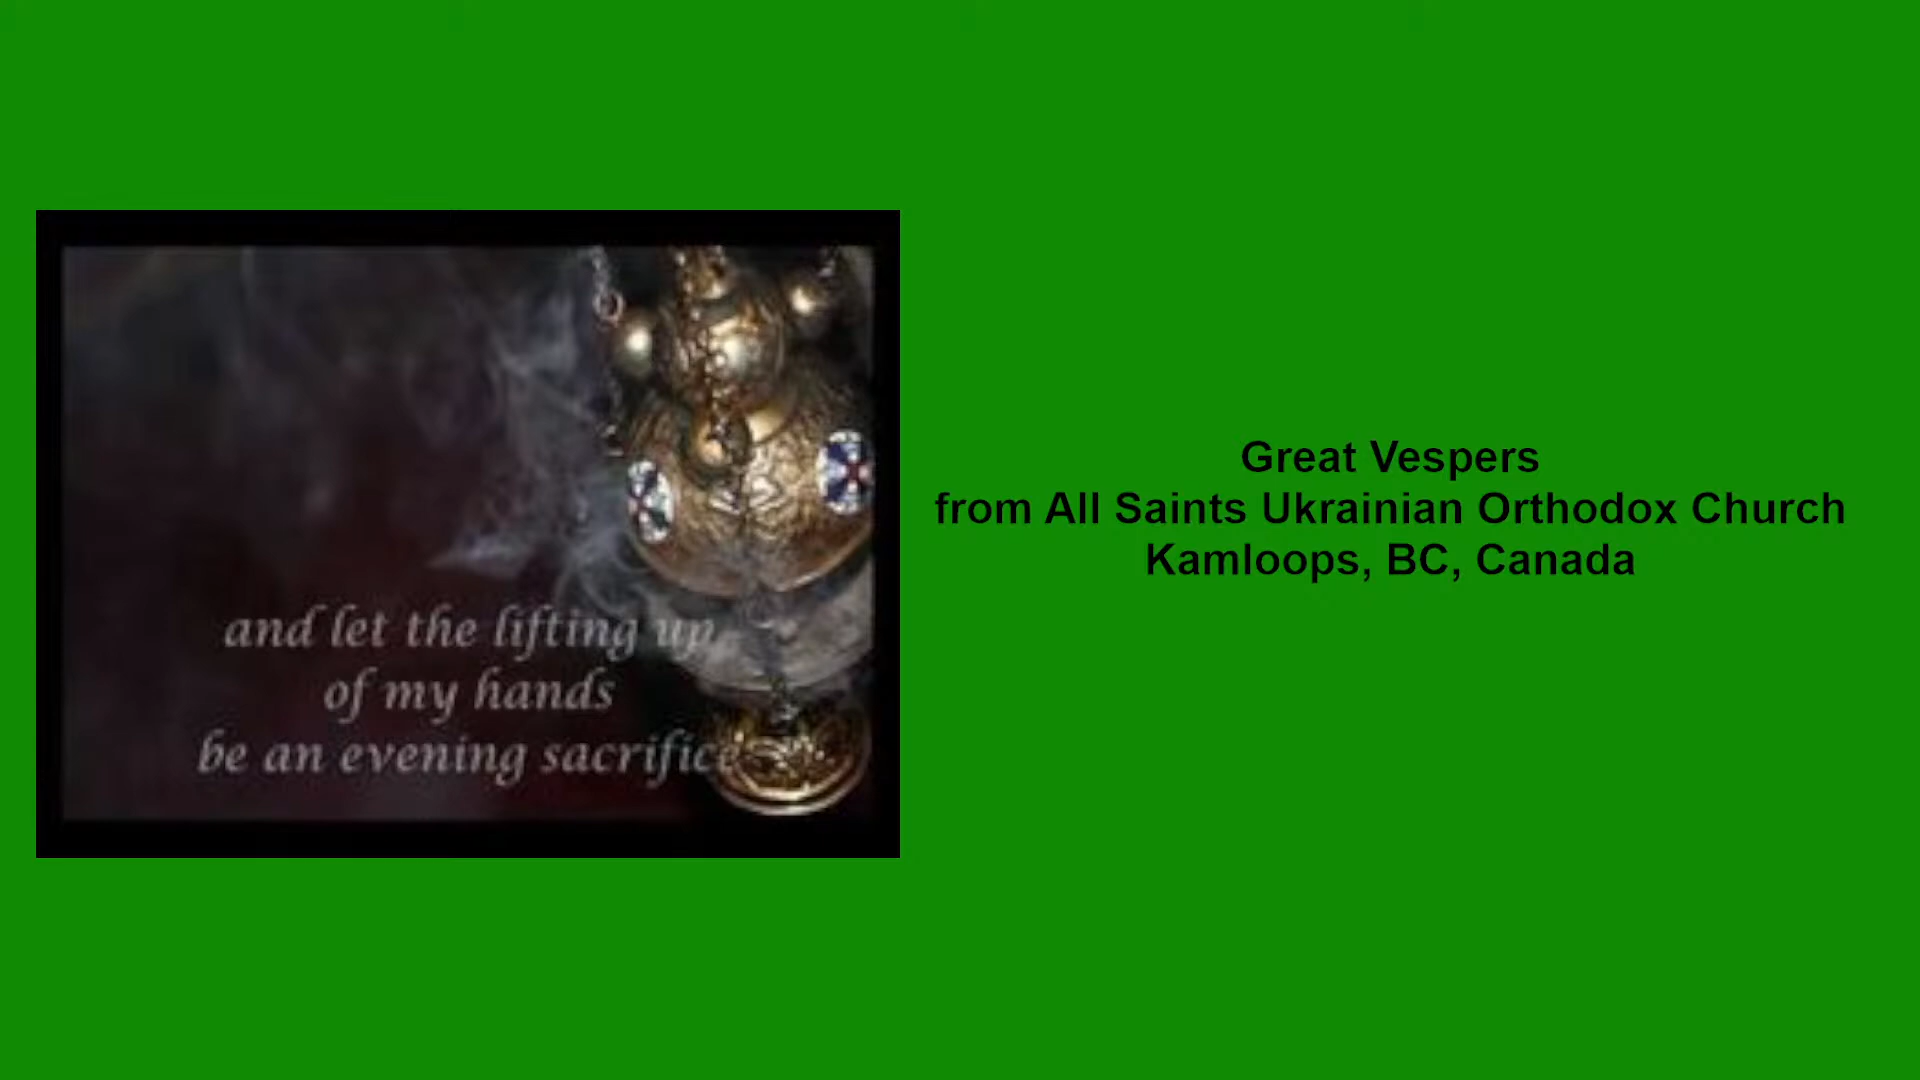 and let the lifting up
of my hands
be an evening sacrifice
Great Vespers
from All Saints Ukrainian Orthodox Church
Kamloops, BC, Canada